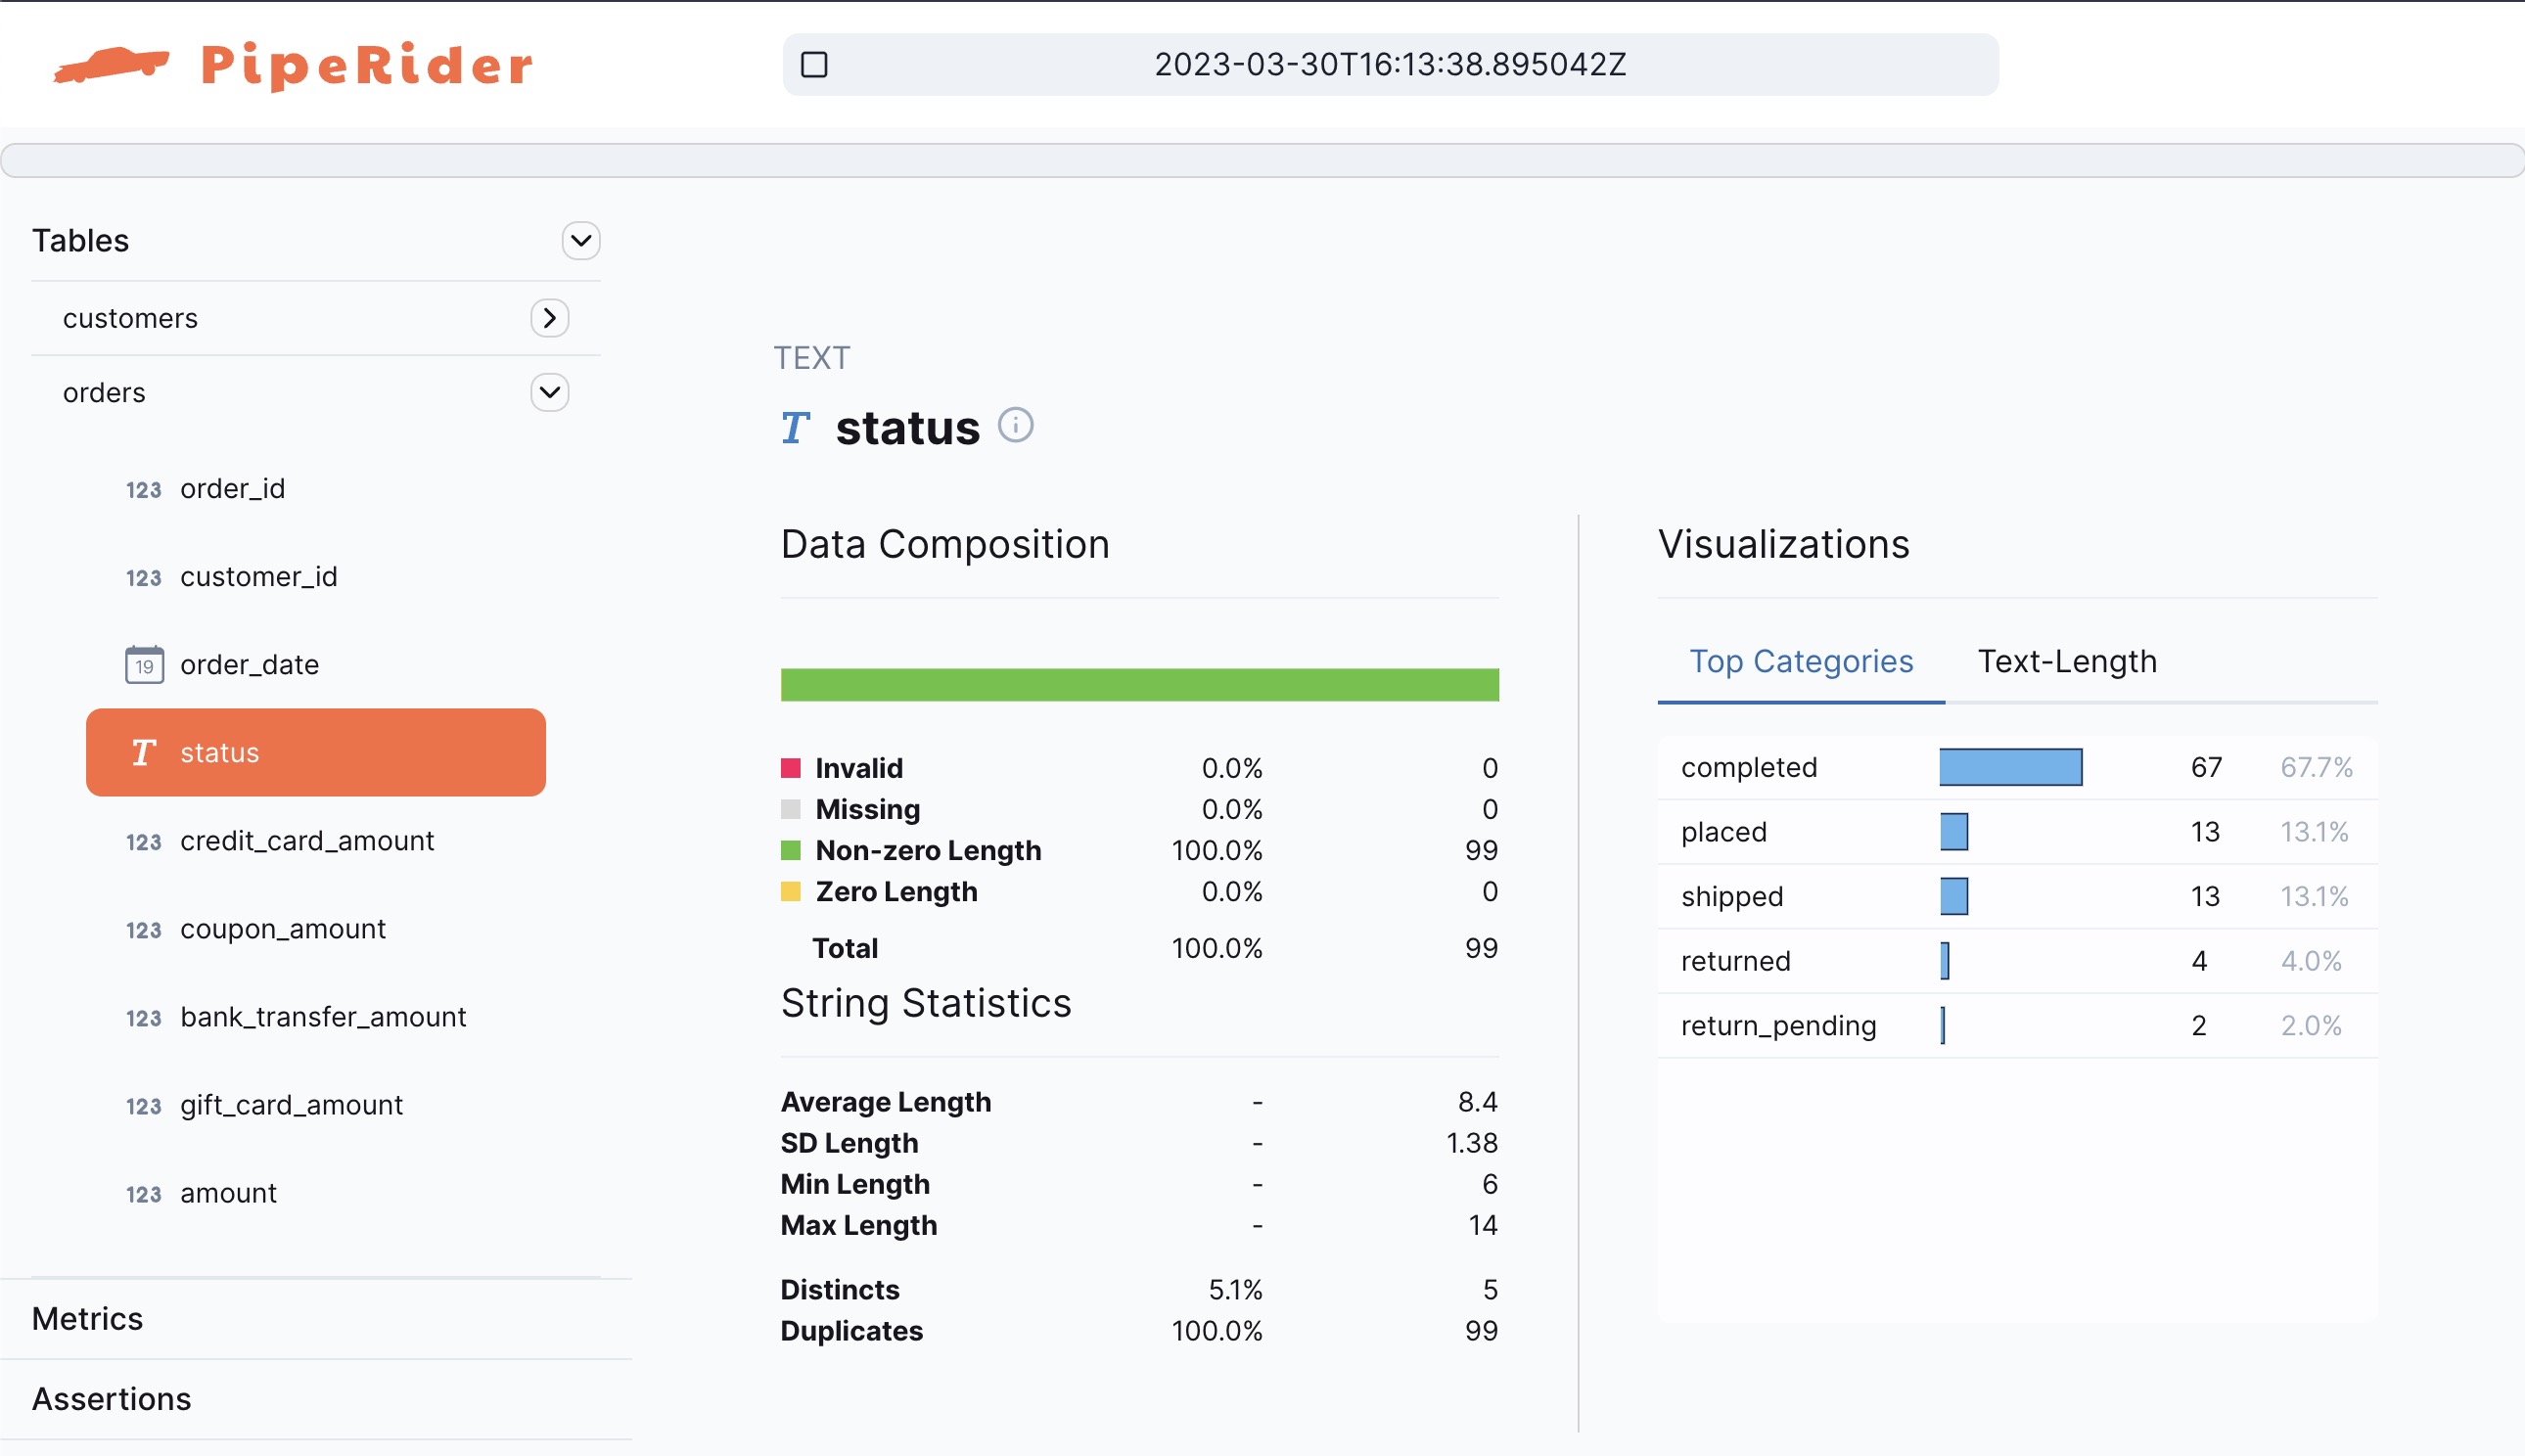 PipeRider
2023-03-30T16:13:38.895042Z
Tables
customers
orders
123 order_id
123 customer_id
19 order_date
T status
123 credit_card_amount
123 coupon_amount
123 bank_transfer_amount
123 gift_card_amount
123 amount
Metrics
Assertions
TEXT
T status
Data Composition
Invalid 0.0% 0
Missing 0.0% 0
Non-zero Length 100.0% 99
Zero Length 0.0% 0
Total 100.0% 99
String Statistics
Average Length - 8.4
SD Length - 1.38
Min Length - 6
Max Length - 14
Distincts 5.1% 5
Duplicates 100.0% 99
Visualizations
Top Categories Text-Length
completed 67 67.7%
placed 13 13.1%
shipped 13 13.1%
returned 4 4.0%
return_pending 2 2.0%